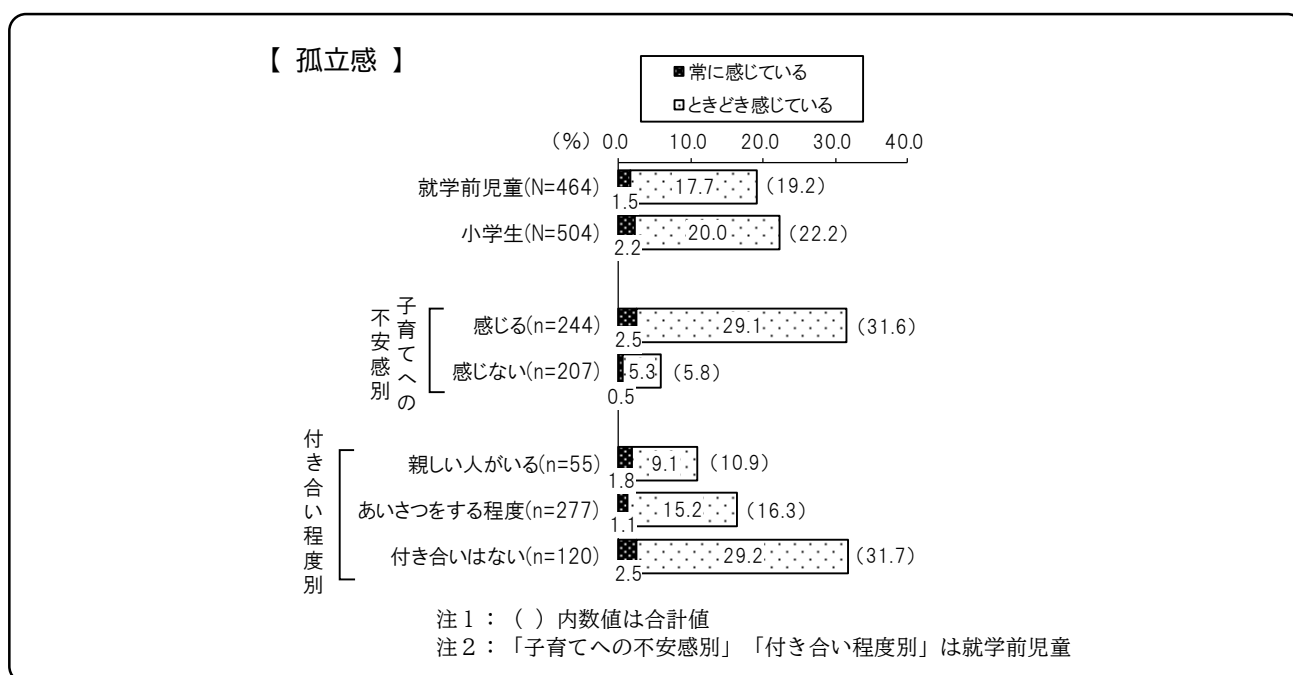 【 孤立感 】
■常に感じている
□ときどき感じている
(%) 0.0 10.0 20.0 30.0 40.0
就学前児童(N=464) 1.5 17.7 (19.2)
小学生(N=504) 2.2 20.0 (22.2)
子育てへの
不安感別
感じる(n=244) 2.5 29.1 (31.6)
感じない(n=207) 0.5 5.3 (5.8)
付き合い程度別
親しい人がいる(n=55) 1.8 9.1 (10.9)
あいさつをする程度(n=277) 1.1 15.2 (16.3)
付き合いはない(n=120) 2.5 29.2 (31.7)
注1：( ）内数値は合計値
注2：「子育てへの不安感別」「付き合い程度別」は就学前児童